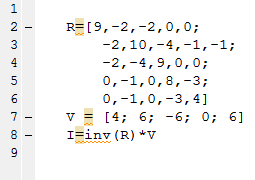 1
2 - R=[9,-2,-2,0,0;
3 -2,10,-4,-1,-1;
4 -2,-4,9,0,0;
5 0,-1,0,8,-3;
6 0,-1,0,-3,4]
7 - V = [4; 6; -6; 0; 6]
8 - I=inv(R)*V
9